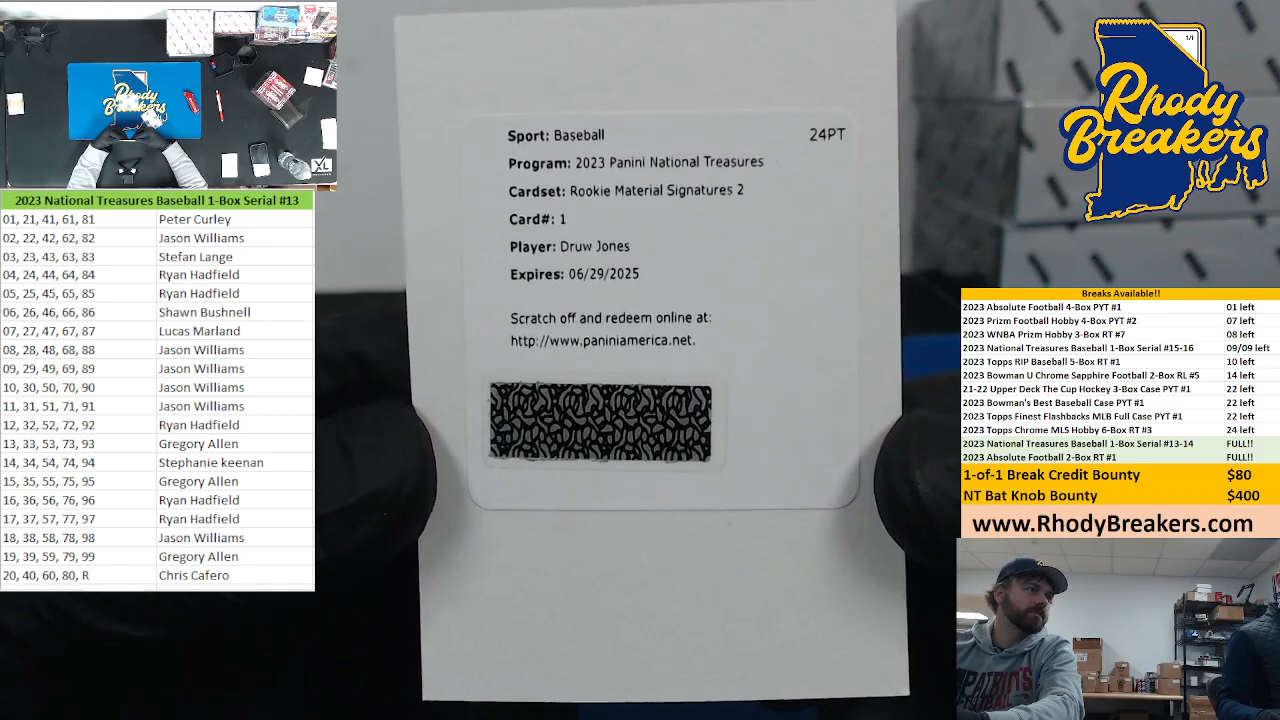 Rhody
Breakers
XL
2023 National Treasures Baseball 1-Box Serial #13
01, 21, 41, 61, 81 Peter Curley
02, 22, 42, 62, 82 Jason Williams
03, 23, 43, 63, 83 Stefan Lange
04, 24, 44, 64, 84 Ryan Hadfield
05, 25, 45, 65, 85 Ryan Hadfield
06, 26, 46, 66, 86 Shawn Bushnell
07, 27, 47, 67, 87 Lucas Marland
08, 28, 48, 68, 88 Jason Williams
09, 29, 49, 69, 89 Jason Williams
10, 30, 50, 70, 90 Jason Williams
11, 31, 51, 71, 91 Jason Williams
12, 32, 52, 72, 92 Ryan Hadfield
13, 33, 53, 73, 93 Gregory Allen
14, 34, 54, 74, 94 Stephanie keenan
15, 35, 55, 75, 95 Gregory Allen
16, 36, 56, 76, 96 Ryan Hadfield
17, 37, 57, 77, 97 Ryan Hadfield
18, 38, 58, 78, 98 Jason Williams
19, 39, 59, 79, 99 Gregory Allen
20, 40, 60, 80, R Chris Cafero
Sport: Baseball 24PT
Program: 2023 Panini National Treasures
Cardset: Rookie Material Signatures 2
Card#: 1
Player: Druw Jones
Expires: 06/29/2025
Scratch off and redeem online at:
http://www.paniniamerica.net.
1/1
Rhody
Breakers
Breaks Available!!
2023 Absolute Football 4-Box PYT #1 01 left
2023 Prizm Football Hobby 4-Box PYT #2 07 left
2023 WNBA Prizm Hobby 3-Box RT #7 08 left
2023 National Treasures Baseball 1-Box Serial #15-16 09/09 left
2023 Topps RIP Baseball 5-Box RT #1 10 left
2023 Bowman U Chrome Sapphire Football 2-Box RL #5 14 left
21-22 Upper Deck The Cup Hockey 3-Box Case PYT #1 22 left
2023 Bowman's Best Baseball Case PYT #1 22 left
2023 Topps Finest Flashbacks MLB Full Case PYT #1 22 left
2023 Topps Chrome MLS Hobby 6-Box RT #3 24 left
2023 National Treasures Baseball 1-Box Serial #13-14 FULL!!
2023 Absolute Football 2-Box RT #1 FULL!!
1-of-1 Break Credit Bounty $80
NT Bat Knob Bounty $400
www.RhodyBreakers.com
PATRIOTS
FOOTBALL